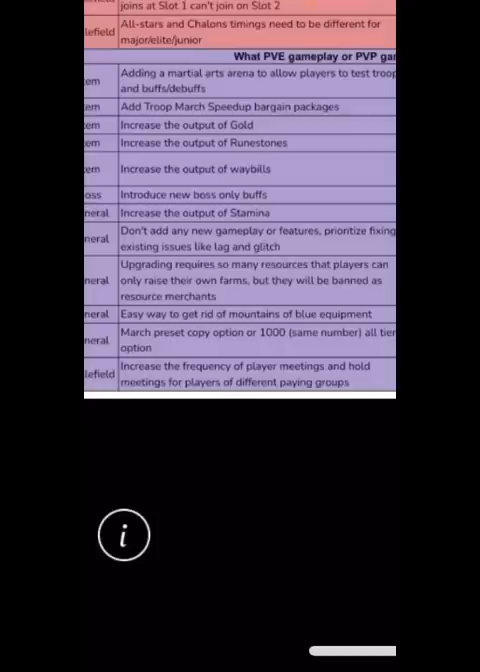 joins at Slot 1 can't join on Slot 2
lefield
All-stars and Chalons timings need to be different for
major/elite/junior
What PVE gameplay or PVP gam
em
Adding a martial arts arena to allow players to test troop
and buffs/debuffs
em
Add Troop March Speedup bargain packages
em
Increase the output of Gold
em
Increase the output of Runestones
em
Increase the output of waybills
oss
Introduce new boss only buffs
neral
Increase the output of Stamina
neral
Don't add any new gameplay or features, prioritize fixing
existing issues like lag and glitch
neral
Upgrading requires so many resources that players can
only raise their own farms, but they will be banned as
resource merchants
neral
Easy way to get rid of mountains of blue equipment
neral
March preset copy option or 1000 (same number) all tier
option
lefield
Increase the frequency of player meetings and hold
meetings for players of different paying groups
i